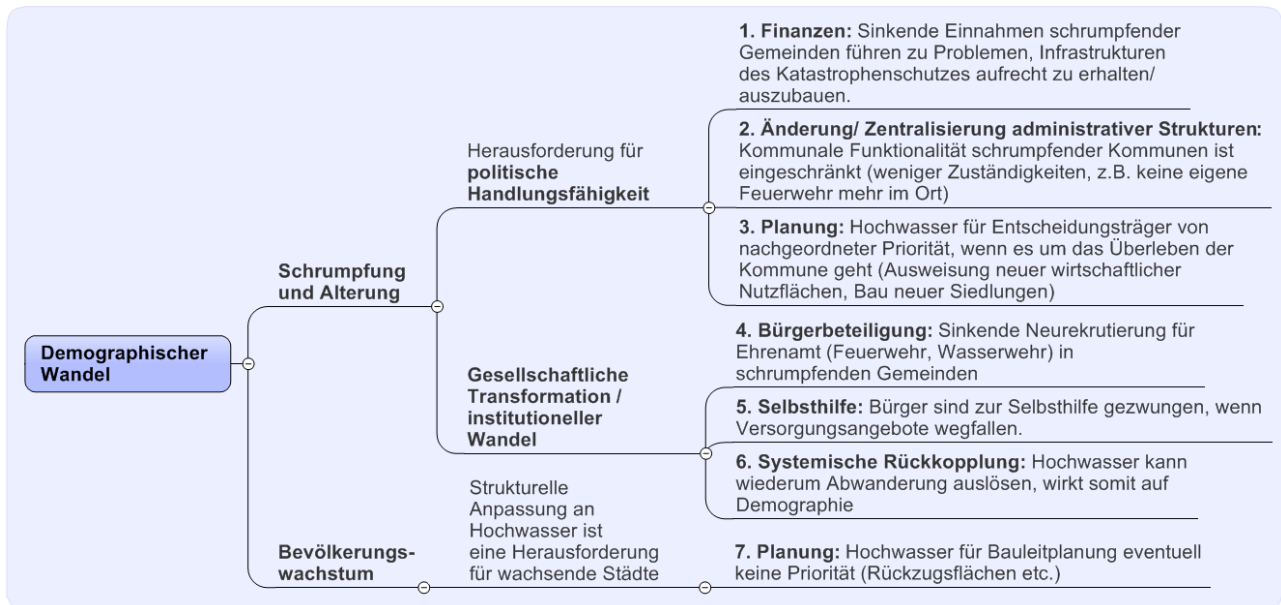 Demographischer
Wandel
Schrumpfung
und Alterung
Herausforderung für
politische
Handlungsfähigkeit
1. Finanzen: Sinkende Einnahmen schrumpfender
Gemeinden führen zu Problemen, Infrastrukturen
des Katastrophenschutzes aufrecht zu erhalten/
auszubauen.
2. Änderung/ Zentralisierung administrativer Strukturen:
Kommunale Funktionalität schrumpfender Kommunen ist
eingeschränkt (weniger Zuständigkeiten, z.B. keine eigene
Feuerwehr mehr im Ort)
3. Planung: Hochwasser für Entscheidungsträger von
nachgeordneter Priorität, wenn es um das Überleben der
Kommune geht (Ausweisung neuer wirtschaftlicher
Nutzflächen, Bau neuer Siedlungen)
Gesellschaftliche
Transformation /
institutioneller
Wandel
4. Bürgerbeteiligung: Sinkende Neurekrutierung für
Ehrenamt (Feuerwehr, Wasserwehr) in
schrumpfenden Gemeinden
5. Selbsthilfe: Bürger sind zur Selbsthilfe gezwungen, wenn
Versorgungsangebote wegfallen.
6. Systemische Rückkopplung: Hochwasser kann
wiederum Abwanderung auslösen, wirkt somit auf
Demographie
Bevölkerungs-
wachstum
Strukturelle
Anpassung an
Hochwasser ist
eine Herausforderung
für wachsende Städte
7. Planung: Hochwasser für Bauleitplanung eventuell
keine Priorität (Rückzugsflächen etc.)